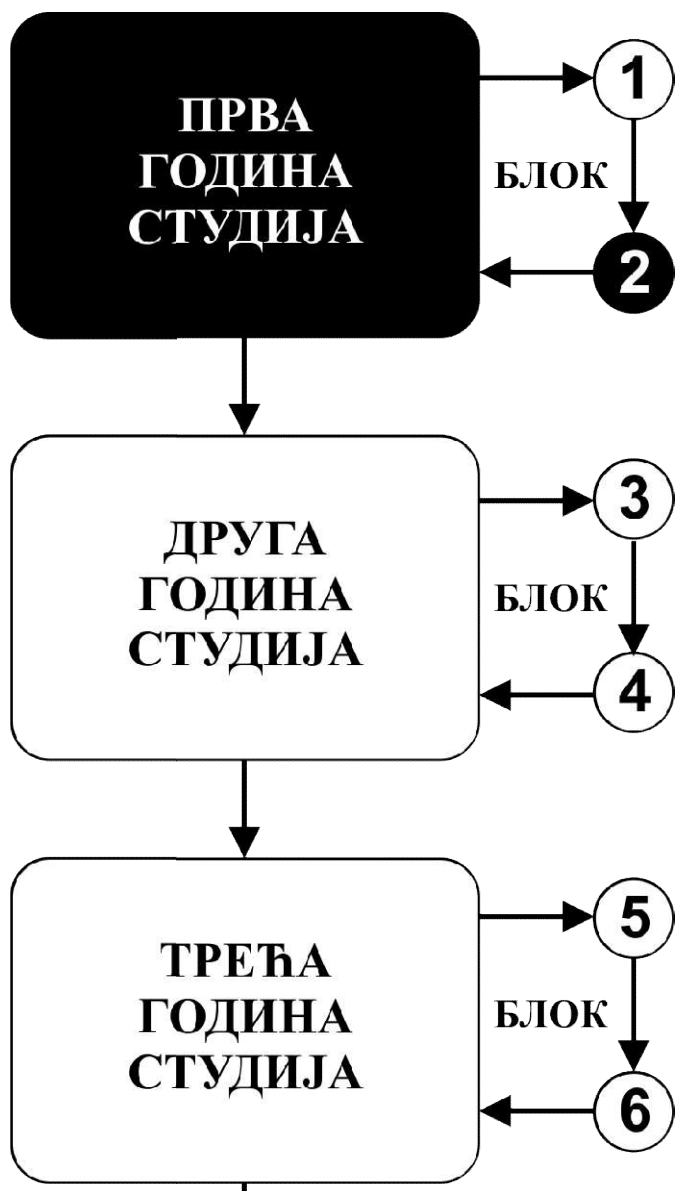 ПРВА
ГОДИНА
СТУДИЈА
1
БЛОК
2
ДРУГА
ГОДИНА
СТУДИЈА
3
БЛОК
4
ТРЕЋА
ГОДИНА
СТУДИЈА
5
БЛОК
6